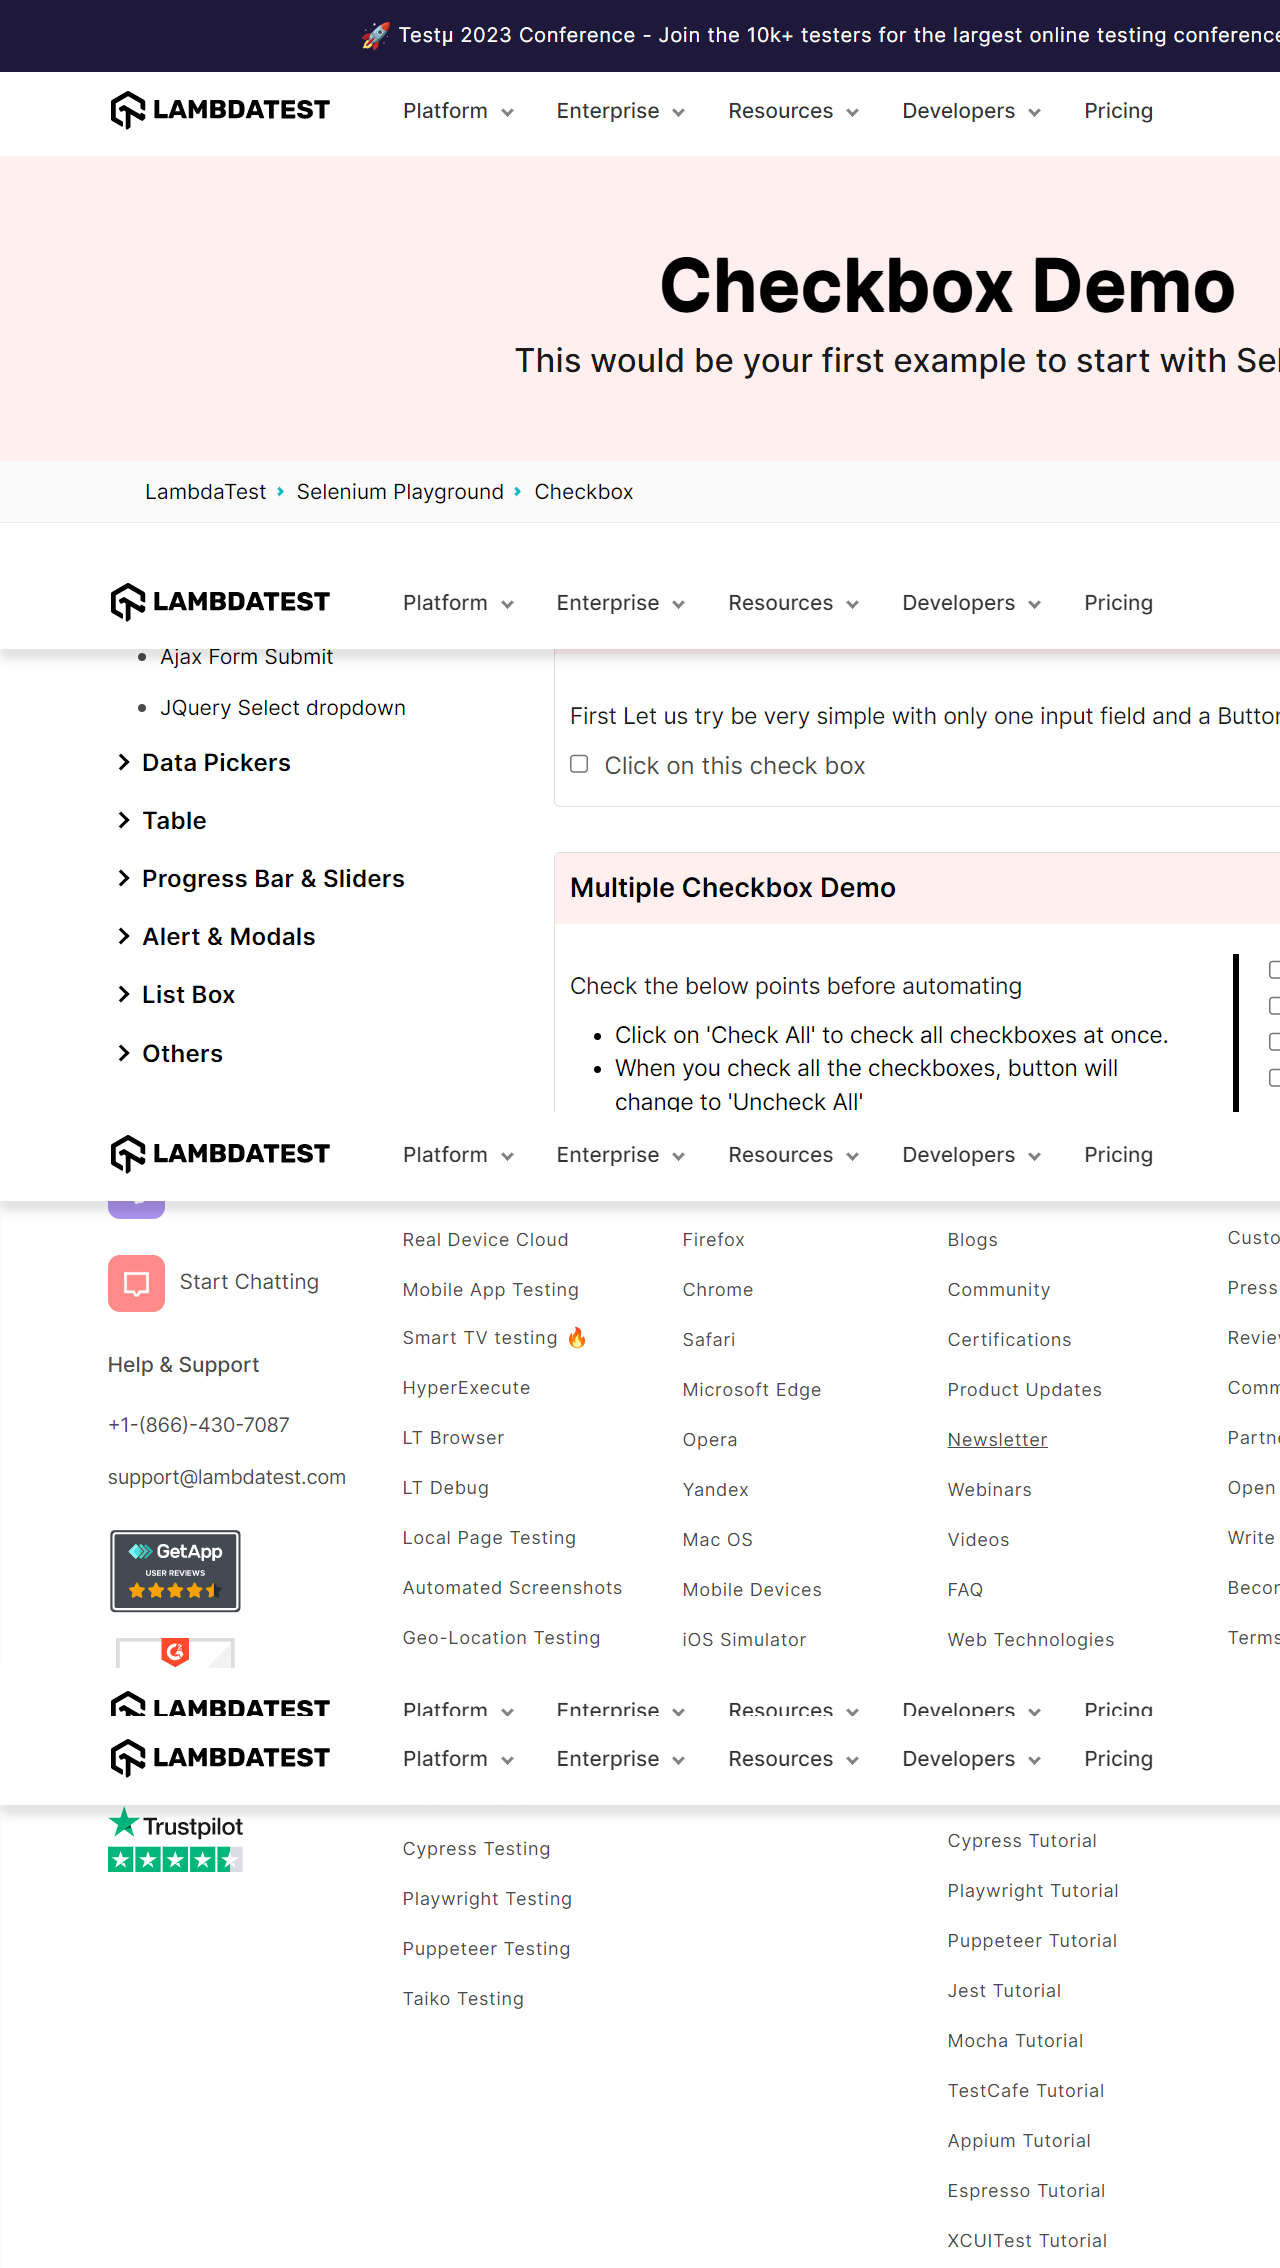 🚀 Testμ 2023 Conference - Join the 10k+ testers for the largest online testing conference
LAMBDATEST Platform Enterprise Resources Developers Pricing
Checkbox Demo
This would be your first example to start with Sel
LambdaTest Selenium Playground Checkbox
LAMBDATEST Platform Enterprise Resources Developers Pricing
Ajax Form Submit
JQuery Select dropdown
Data Pickers
Table
Progress Bar & Sliders
Alert & Modals
List Box
Others
First Let us try be very simple with only one input field and a Button
Click on this check box
Multiple Checkbox Demo
Check the below points before automating
Click on 'Check All' to check all checkboxes at once.
When you check all the checkboxes, button will
change to 'Uncheck All'
LAMBDATEST Platform Enterprise Resources Developers Pricing
Start Chatting
Help & Support
+1-(866)-430-7087
support@lambdatest.com
GetApp
USER REVIEWS
Real Device Cloud
Mobile App Testing
Smart TV testing 🔥
HyperExecute
LT Browser
LT Debug
Local Page Testing
Automated Screenshots
Geo-Location Testing
Firefox
Chrome
Safari
Microsoft Edge
Opera
Yandex
Mac OS
Mobile Devices
iOS Simulator
Blogs
Community
Certifications
Product Updates
Newsletter
Webinars
Videos
FAQ
Web Technologies
Custo
Press
Review
Comm
Partne
Open
Write
Becom
Terms
LAMBDATEST Platform Enterprise Resources Developers Pricing
LAMBDATEST Platform Enterprise Resources Developers Pricing
Trustpilot
Cypress Testing
Playwright Testing
Puppeteer Testing
Taiko Testing
Cypress Tutorial
Playwright Tutorial
Puppeteer Tutorial
Jest Tutorial
Mocha Tutorial
TestCafe Tutorial
Appium Tutorial
Espresso Tutorial
XCUITest Tutorial